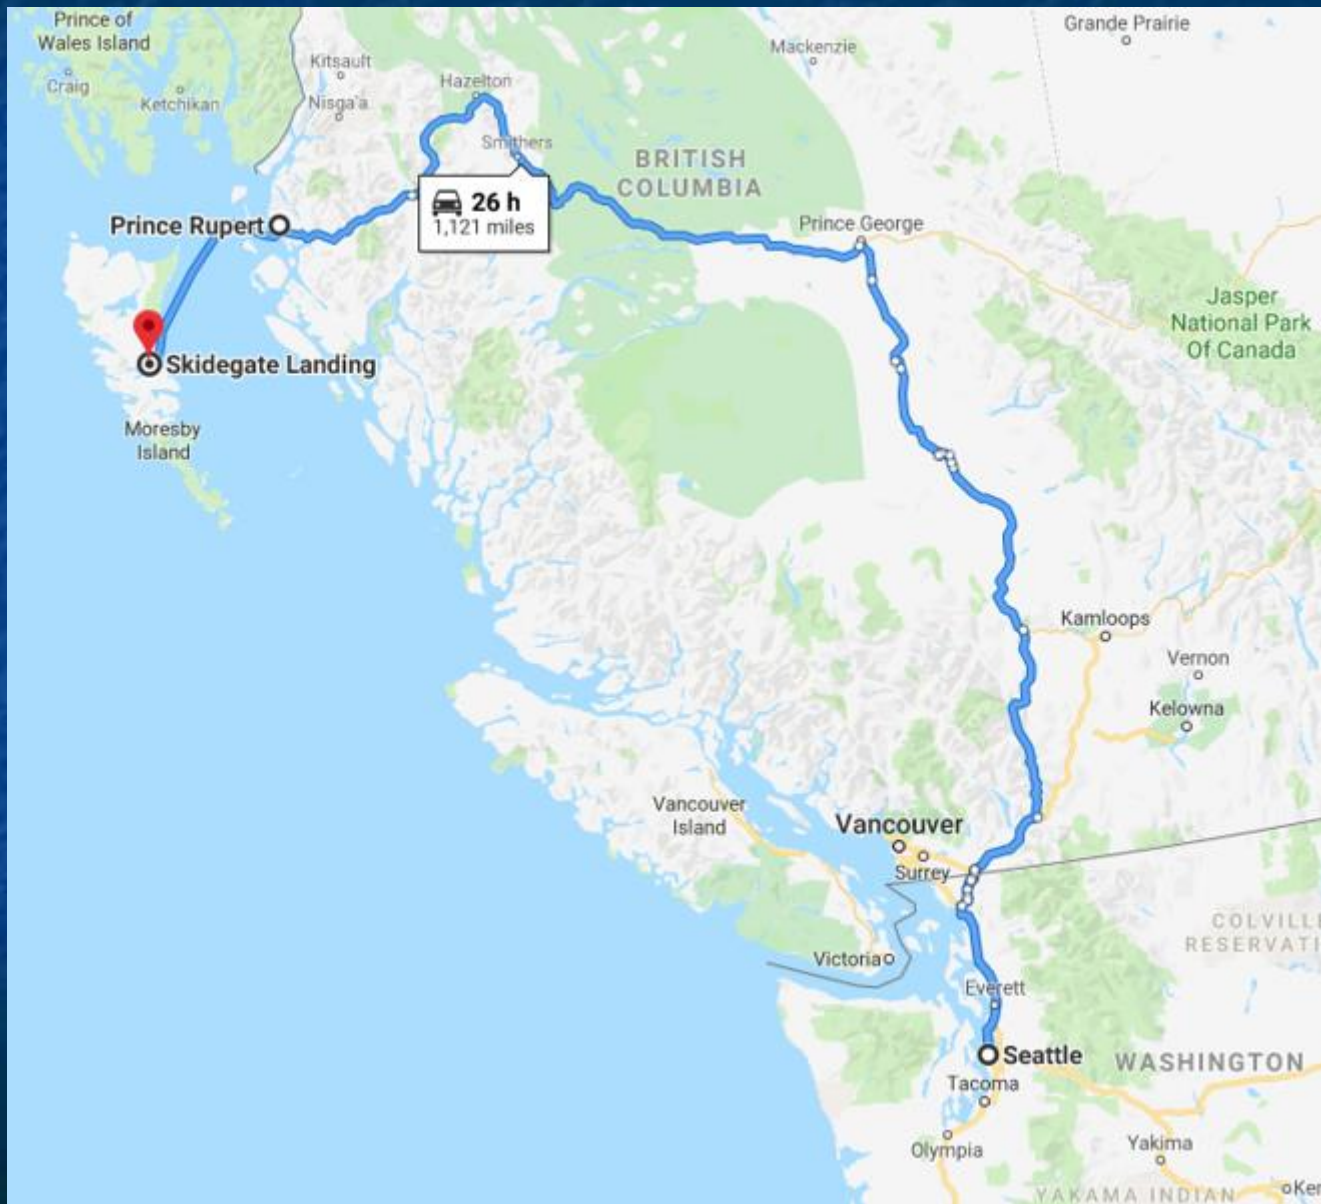 Prince of
Wales Island
Craig
Ketchikan
Kitsault
Nisga'a
Hazelton
Smithers
Mackenzie
Grande Prairie
BRITISH
COLUMBIA
26 h
1,121 miles
Prince Rupert
Prince George
Jasper
National Park
Of Canada
Skidegate Landing
Moresby
Island
Kamloops
Vernon
Kelowna
Vancouver
Island
Vancouver
Surrey
COLVILLE
RESERVATI
Victoria
Everett
Seattle
WASHINGTON
Tacoma
Olympia
Yakima
YAKAMA INDIAN
Ker